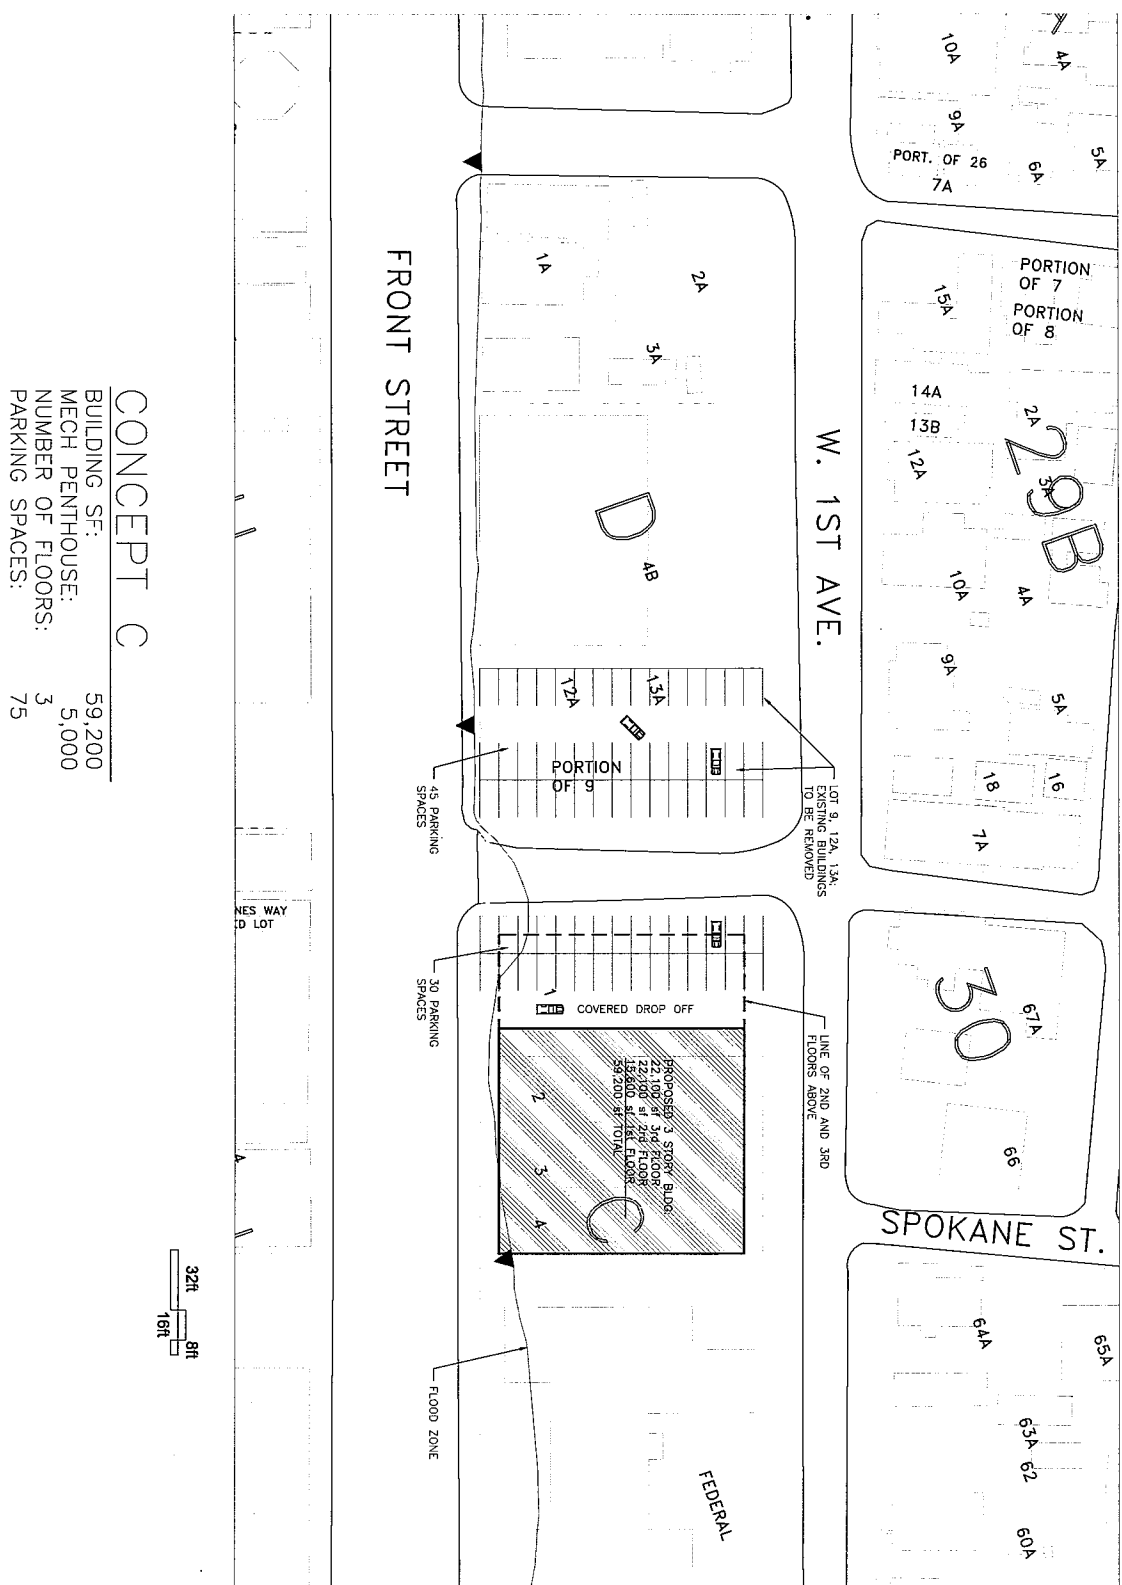 10A
4A
9A
5A
PORT. OF 26
7A
6A
PORTION
OF 7
PORTION
OF 8
15A
14A
13B
12A
2A
3A
29B
10A
4A
9A
5A
18
16
7A
30
67A
66
SPOKANE ST.
64A
65A
63A
62
60A
W. 1ST AVE.
LOT 9, 12A, 13A:
EXISTING BUILDINGS
TO BE REMOVED
LINE OF 2ND AND 3RD
FLOORS ABOVE
1A
2A
3A
D
4B
12A
13A
PORTION
OF 9
1
COVERED DROP OFF
PROPOSED 3 STORY BLDG:
22,100 sf 3rd FLOOR
22,100 sf 2rd FLOOR
15,600 sf 1st FLOOR
59,200 sf TOTAL
2
3
4
C
FEDERAL
45 PARKING
SPACES
30 PARKING
SPACES
FLOOD ZONE
FRONT STREET
NES WAY
D LOT
A
32ft
8ft
16ft
CONCEPT C
BUILDING SF: 59,200
MECH PENTHOUSE: 5,000
NUMBER OF FLOORS: 3
PARKING SPACES: 75